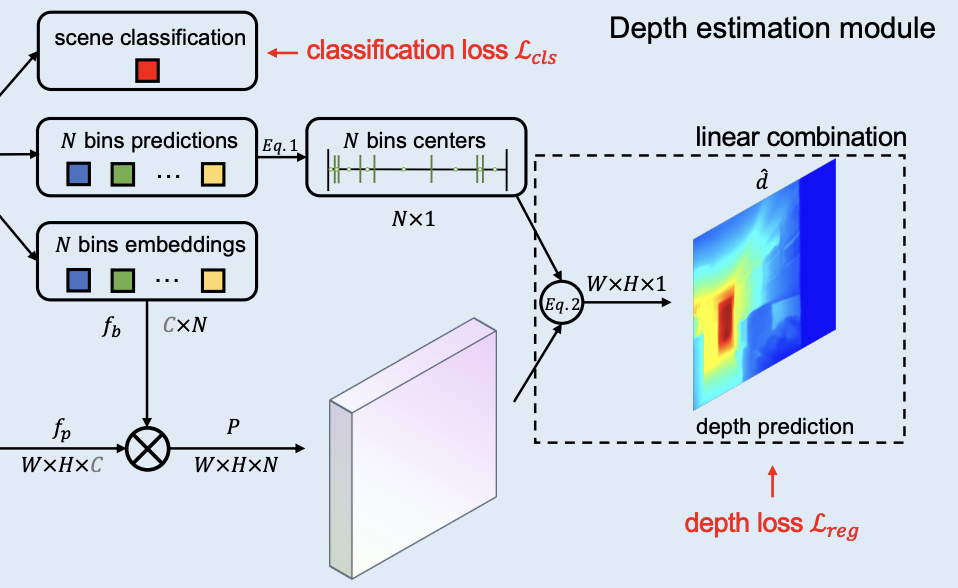 Depth estimation module
scene classification
classification loss ℒ_cls
N bins predictions
...
Eq.1
N bins centers
N×1
linear combination
d̂
N bins embeddings
...
f_b
C×N
Eq.2
W×H×1
f_p
W×H×C
P
W×H×N
depth prediction
depth loss ℒ_reg